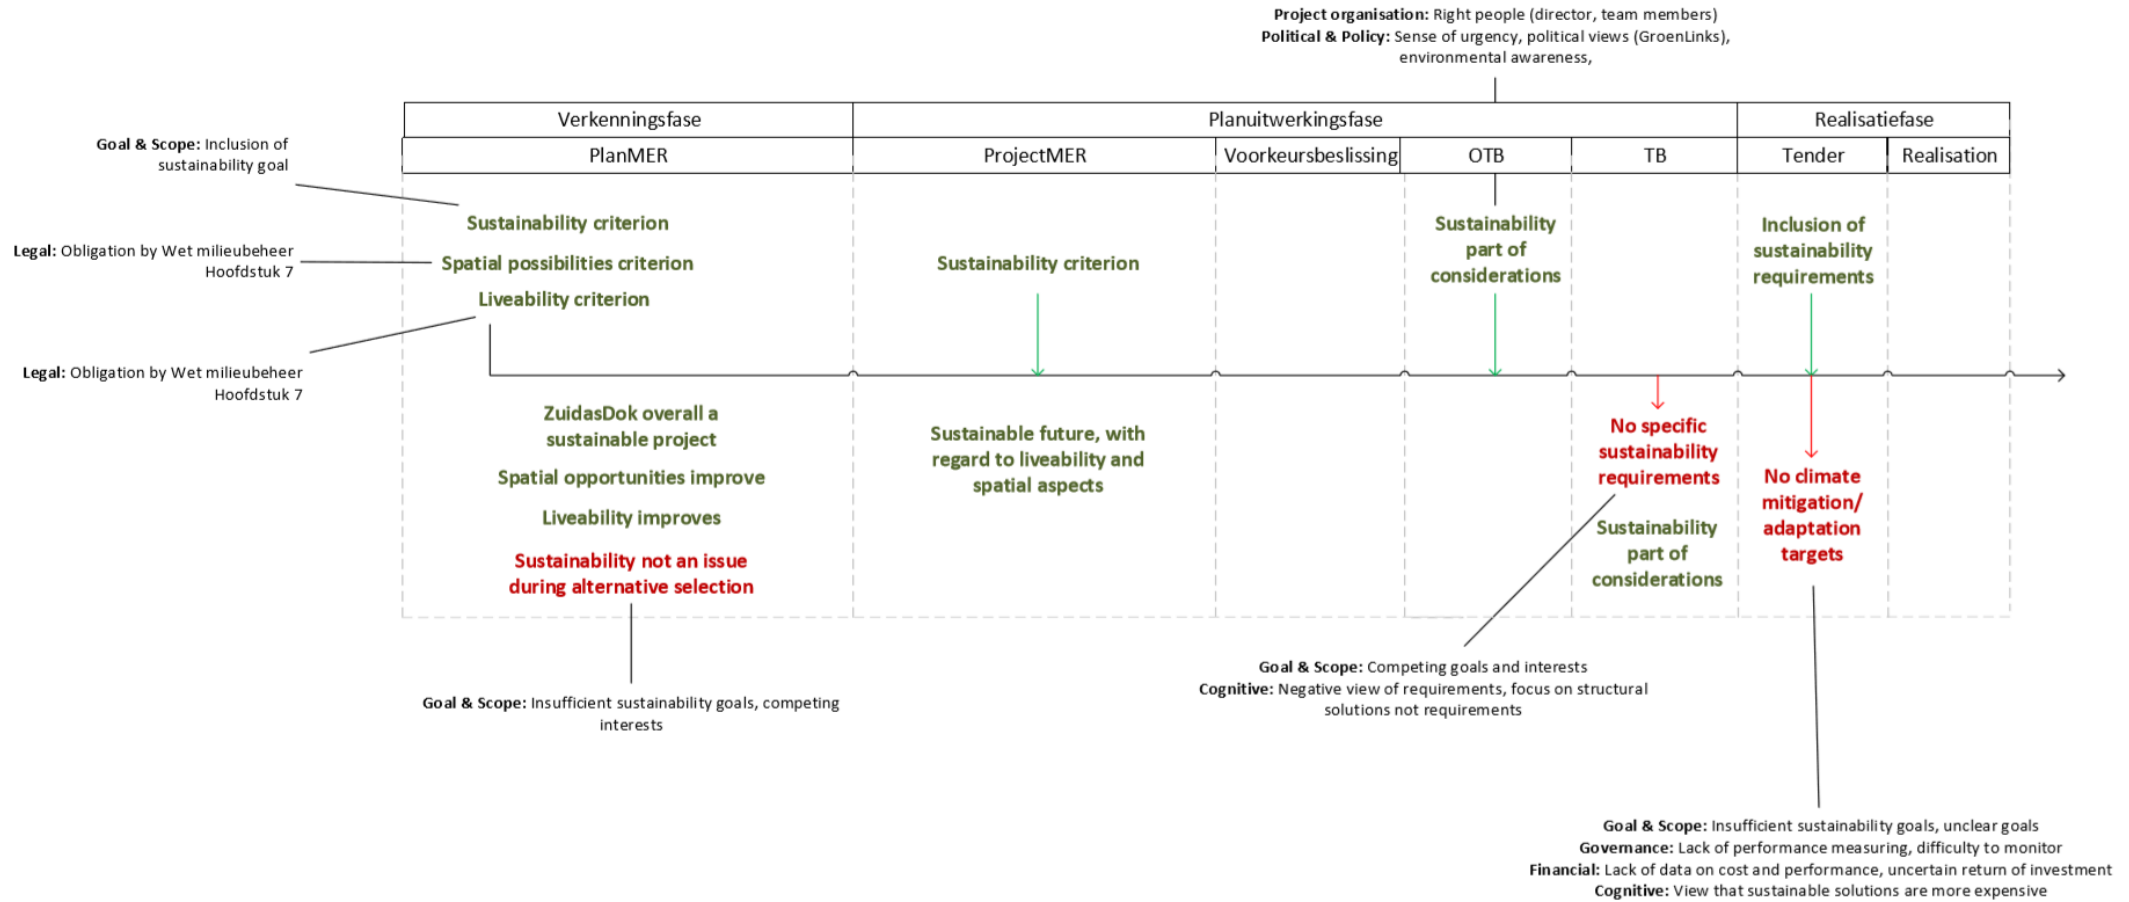 Project organisation: Right people (director, team members)
Political & Policy: Sense of urgency, political views (GroenLinks),
environmental awareness,
Verkenningsfase
Planuitwerkingsfase
Realisatiefase
PlanMER
ProjectMER
Voorkeursbeslissing
OTB
TB
Tender
Realisation
Goal & Scope: Inclusion of
sustainability goal
Legal: Obligation by Wet milieubeheer
Hoofdstuk 7
Legal: Obligation by Wet milieubeheer
Hoofdstuk 7
Sustainability criterion
Spatial possibilities criterion
Liveability criterion
Sustainability criterion
Sustainability
part of
considerations
Inclusion of
sustainability
requirements
ZuidasDok overall a
sustainable project
Spatial opportunities improve
Liveability improves
Sustainability not an issue
during alternative selection
Sustainable future, with
regard to liveability and
spatial aspects
No specific
sustainability
requirements
Sustainability
part of
considerations
No climate
mitigation/
adaptation
targets
Goal & Scope: Insufficient sustainability goals, competing
interests
Goal & Scope: Competing goals and interests
Cognitive: Negative view of requirements, focus on structural
solutions not requirements
Goal & Scope: Insufficient sustainability goals, unclear goals
Governance: Lack of performance measuring, difficulty to monitor
Financial: Lack of data on cost and performance, uncertain return of investment
Cognitive: View that sustainable solutions are more expensive